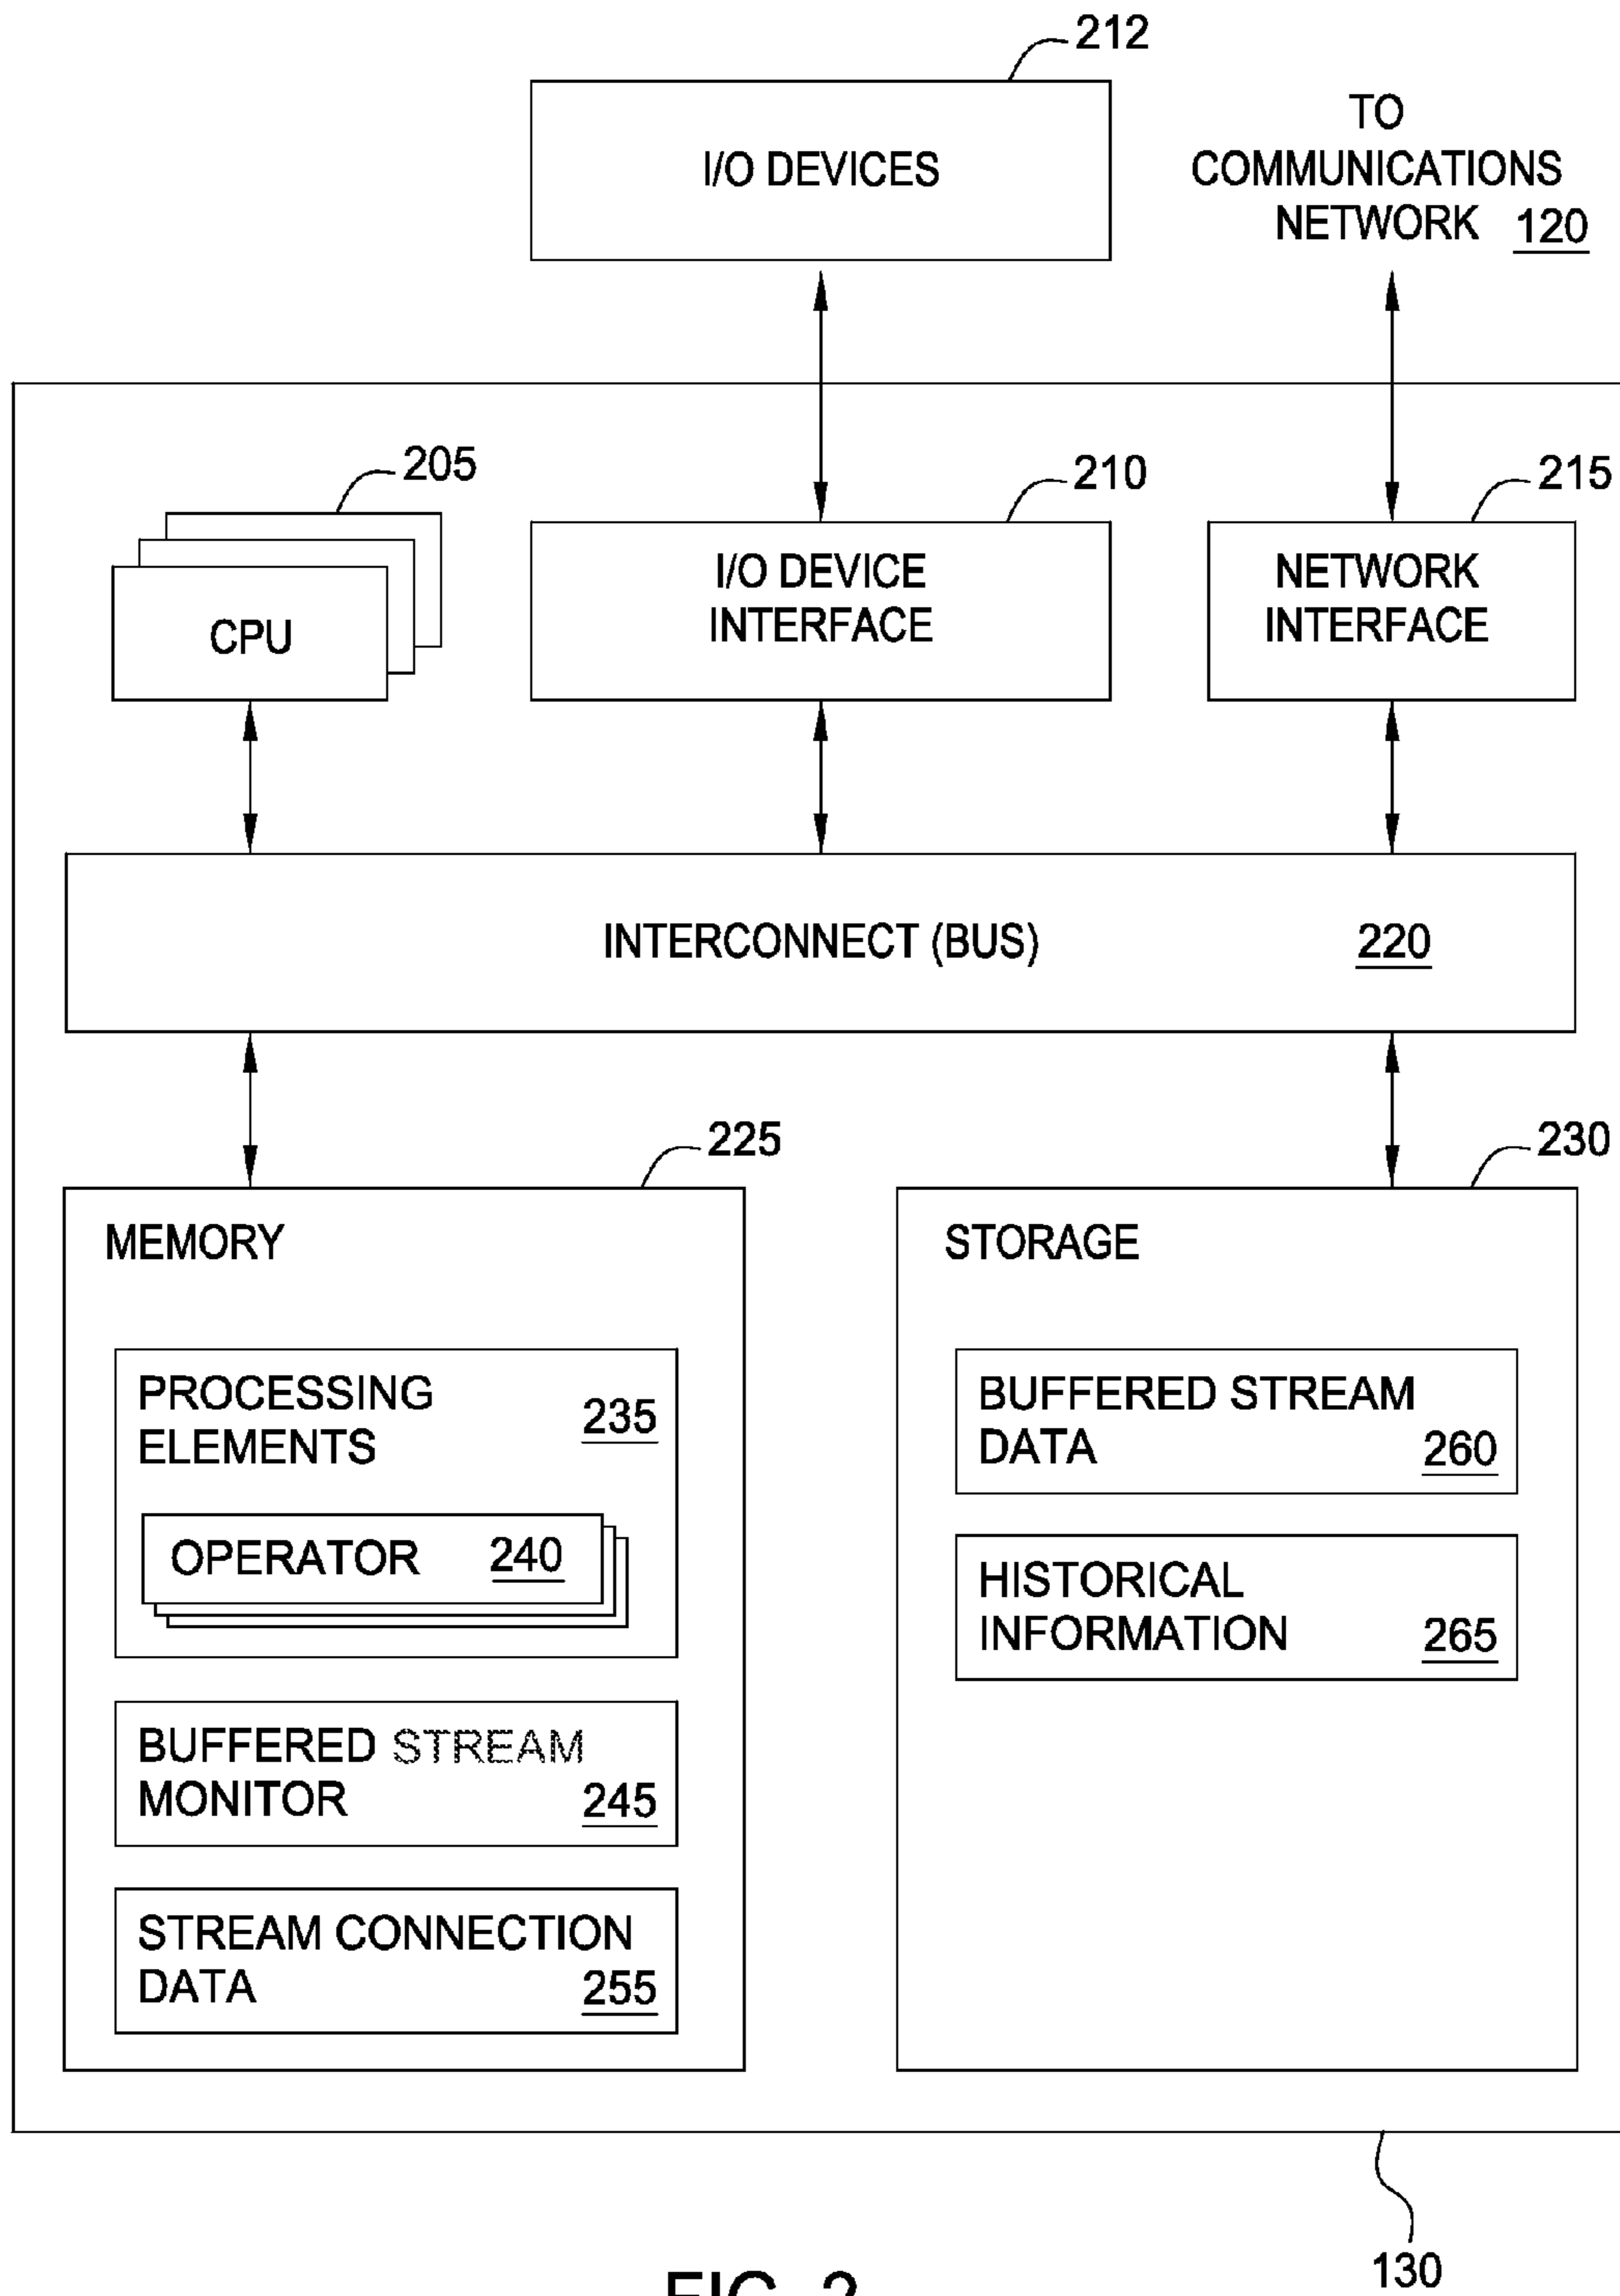 212
I/O DEVICES
TO
COMMUNICATIONS
NETWORK 120
205
210
215
CPU
I/O DEVICE
INTERFACE
NETWORK
INTERFACE
INTERCONNECT (BUS) 220
225
230
MEMORY
PROCESSING
ELEMENTS 235
OPERATOR 240
BUFFERED STREAM
MONITOR 245
STREAM CONNECTION
DATA 255
STORAGE
BUFFERED STREAM
DATA 260
HISTORICAL
INFORMATION 265
130
FIG. 2